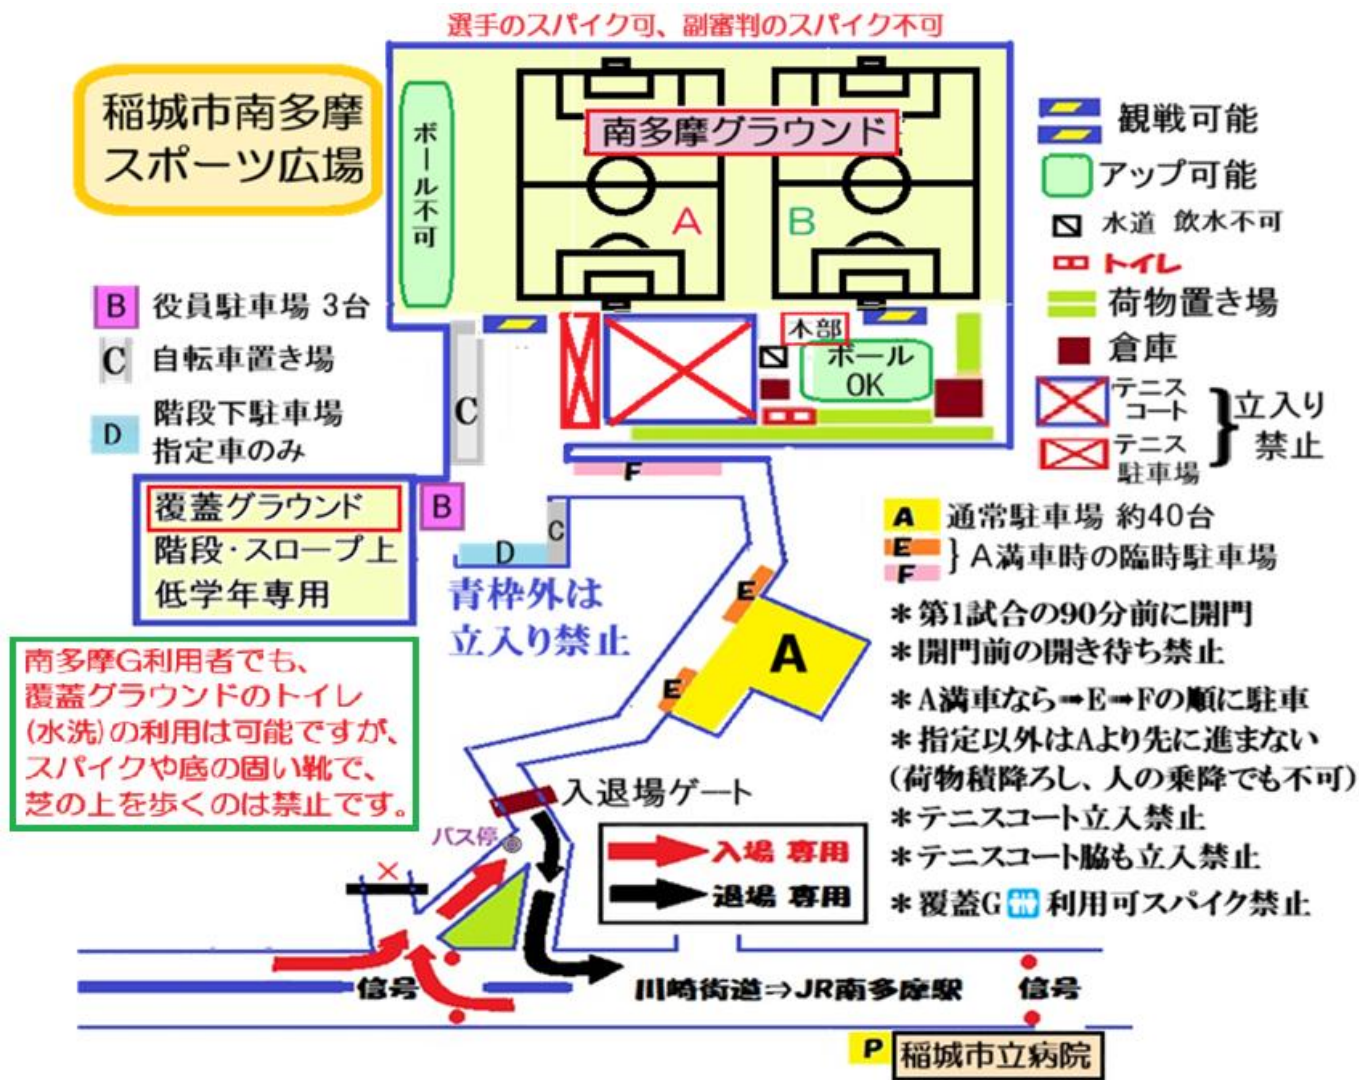 選手のスパイク可、副審判のスパイク不可
稲城市南多摩
スポーツ広場
ボール不可
南多摩グラウンド
A
B
観戦可能
アップ可能
水道 飲水不可
トイレ
荷物置き場
倉庫
テニス
コート
テニス
駐車場
立入り
禁止
B 役員駐車場 3台
C 自転車置き場
D 階段下駐車場
指定車のみ
C
本部
ボール
OK
F
覆蓋グラウンド
階段・スロープ上
低学年専用
B
C
D
青枠外は
立入り禁止
E
A
E
A 通常駐車場 約40台
E
F
} A満車時の臨時駐車場
＊第1試合の90分前に開門
＊開門前の開き待ち禁止
＊A満車なら➡E➡Fの順に駐車
＊指定以外はAより先に進まない
(荷物積降ろし、人の乗降でも不可)
＊テニスコート立入禁止
＊テニスコート脇も立入禁止
＊覆蓋G🚻利用可スパイク禁止
南多摩G利用者でも、
覆蓋グラウンドのトイレ
(水洗)の利用は可能ですが、
スパイクや底の固い靴で、
芝の上を歩くのは禁止です。
入退場ゲート
バス停
入場 専用
退場 専用
信号
川崎街道⇒JR南多摩駅
信号
P 稲城市立病院